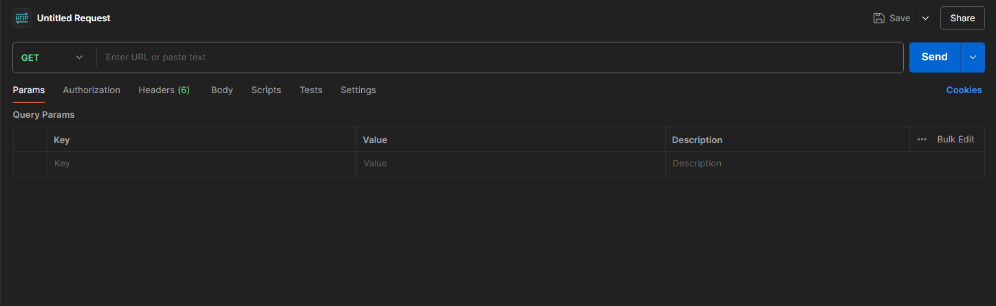 HTTP Untitled Request Save Share
GET Enter URL or paste text Send
Params Authorization Headers (6) Body Scripts Tests Settings Cookies
Query Params
Key Value Description ••• Bulk Edit
Key Value Description